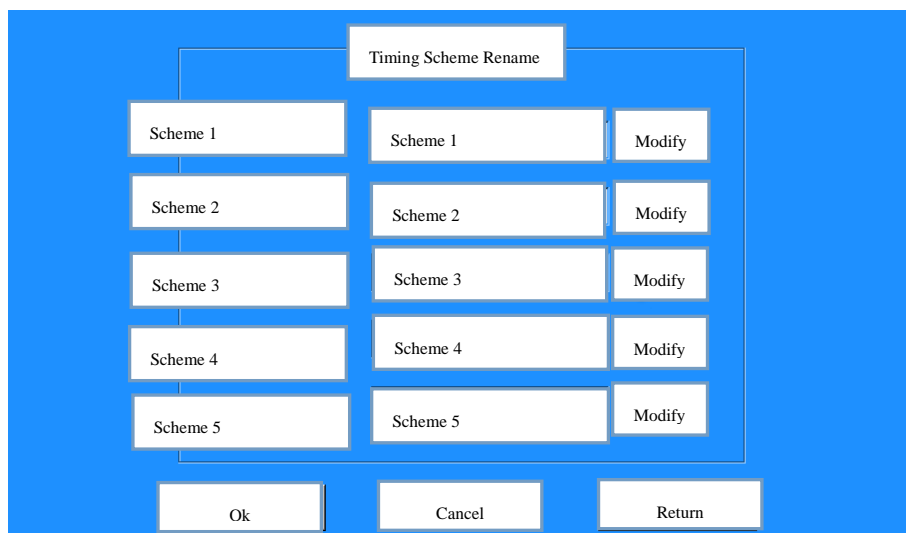 Timing Scheme Rename
Scheme 1 Scheme 1 Modify
Scheme 2 Scheme 2 Modify
Scheme 3 Scheme 3 Modify
Scheme 4 Scheme 4 Modify
Scheme 5 Scheme 5 Modify
Ok Cancel Return